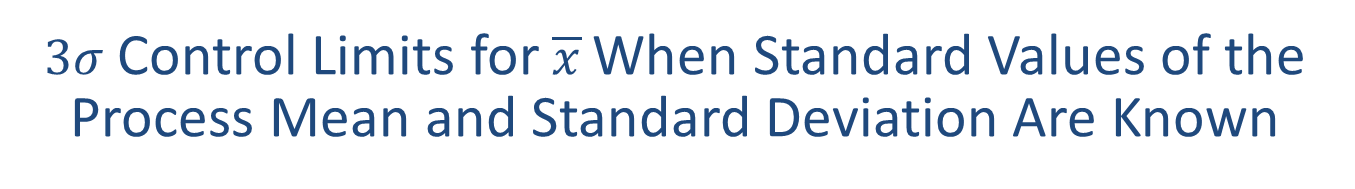 3σ Control Limits for x̅ When Standard Values of the
Process Mean and Standard Deviation Are Known